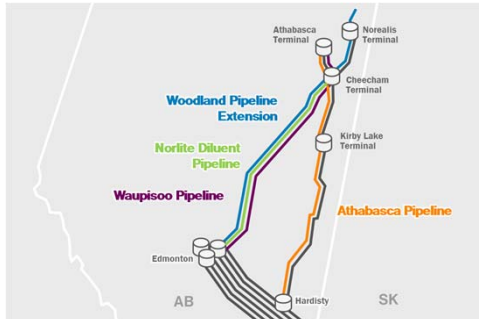 Athabasca
Terminal
Norealis
Terminal
Cheecham
Terminal
Woodland Pipeline
Extension
Kirby Lake
Terminal
Norlite Diluent
Pipeline
Waupisoo Pipeline
Athabasca Pipeline
Edmonton
AB
Hardisty
SK